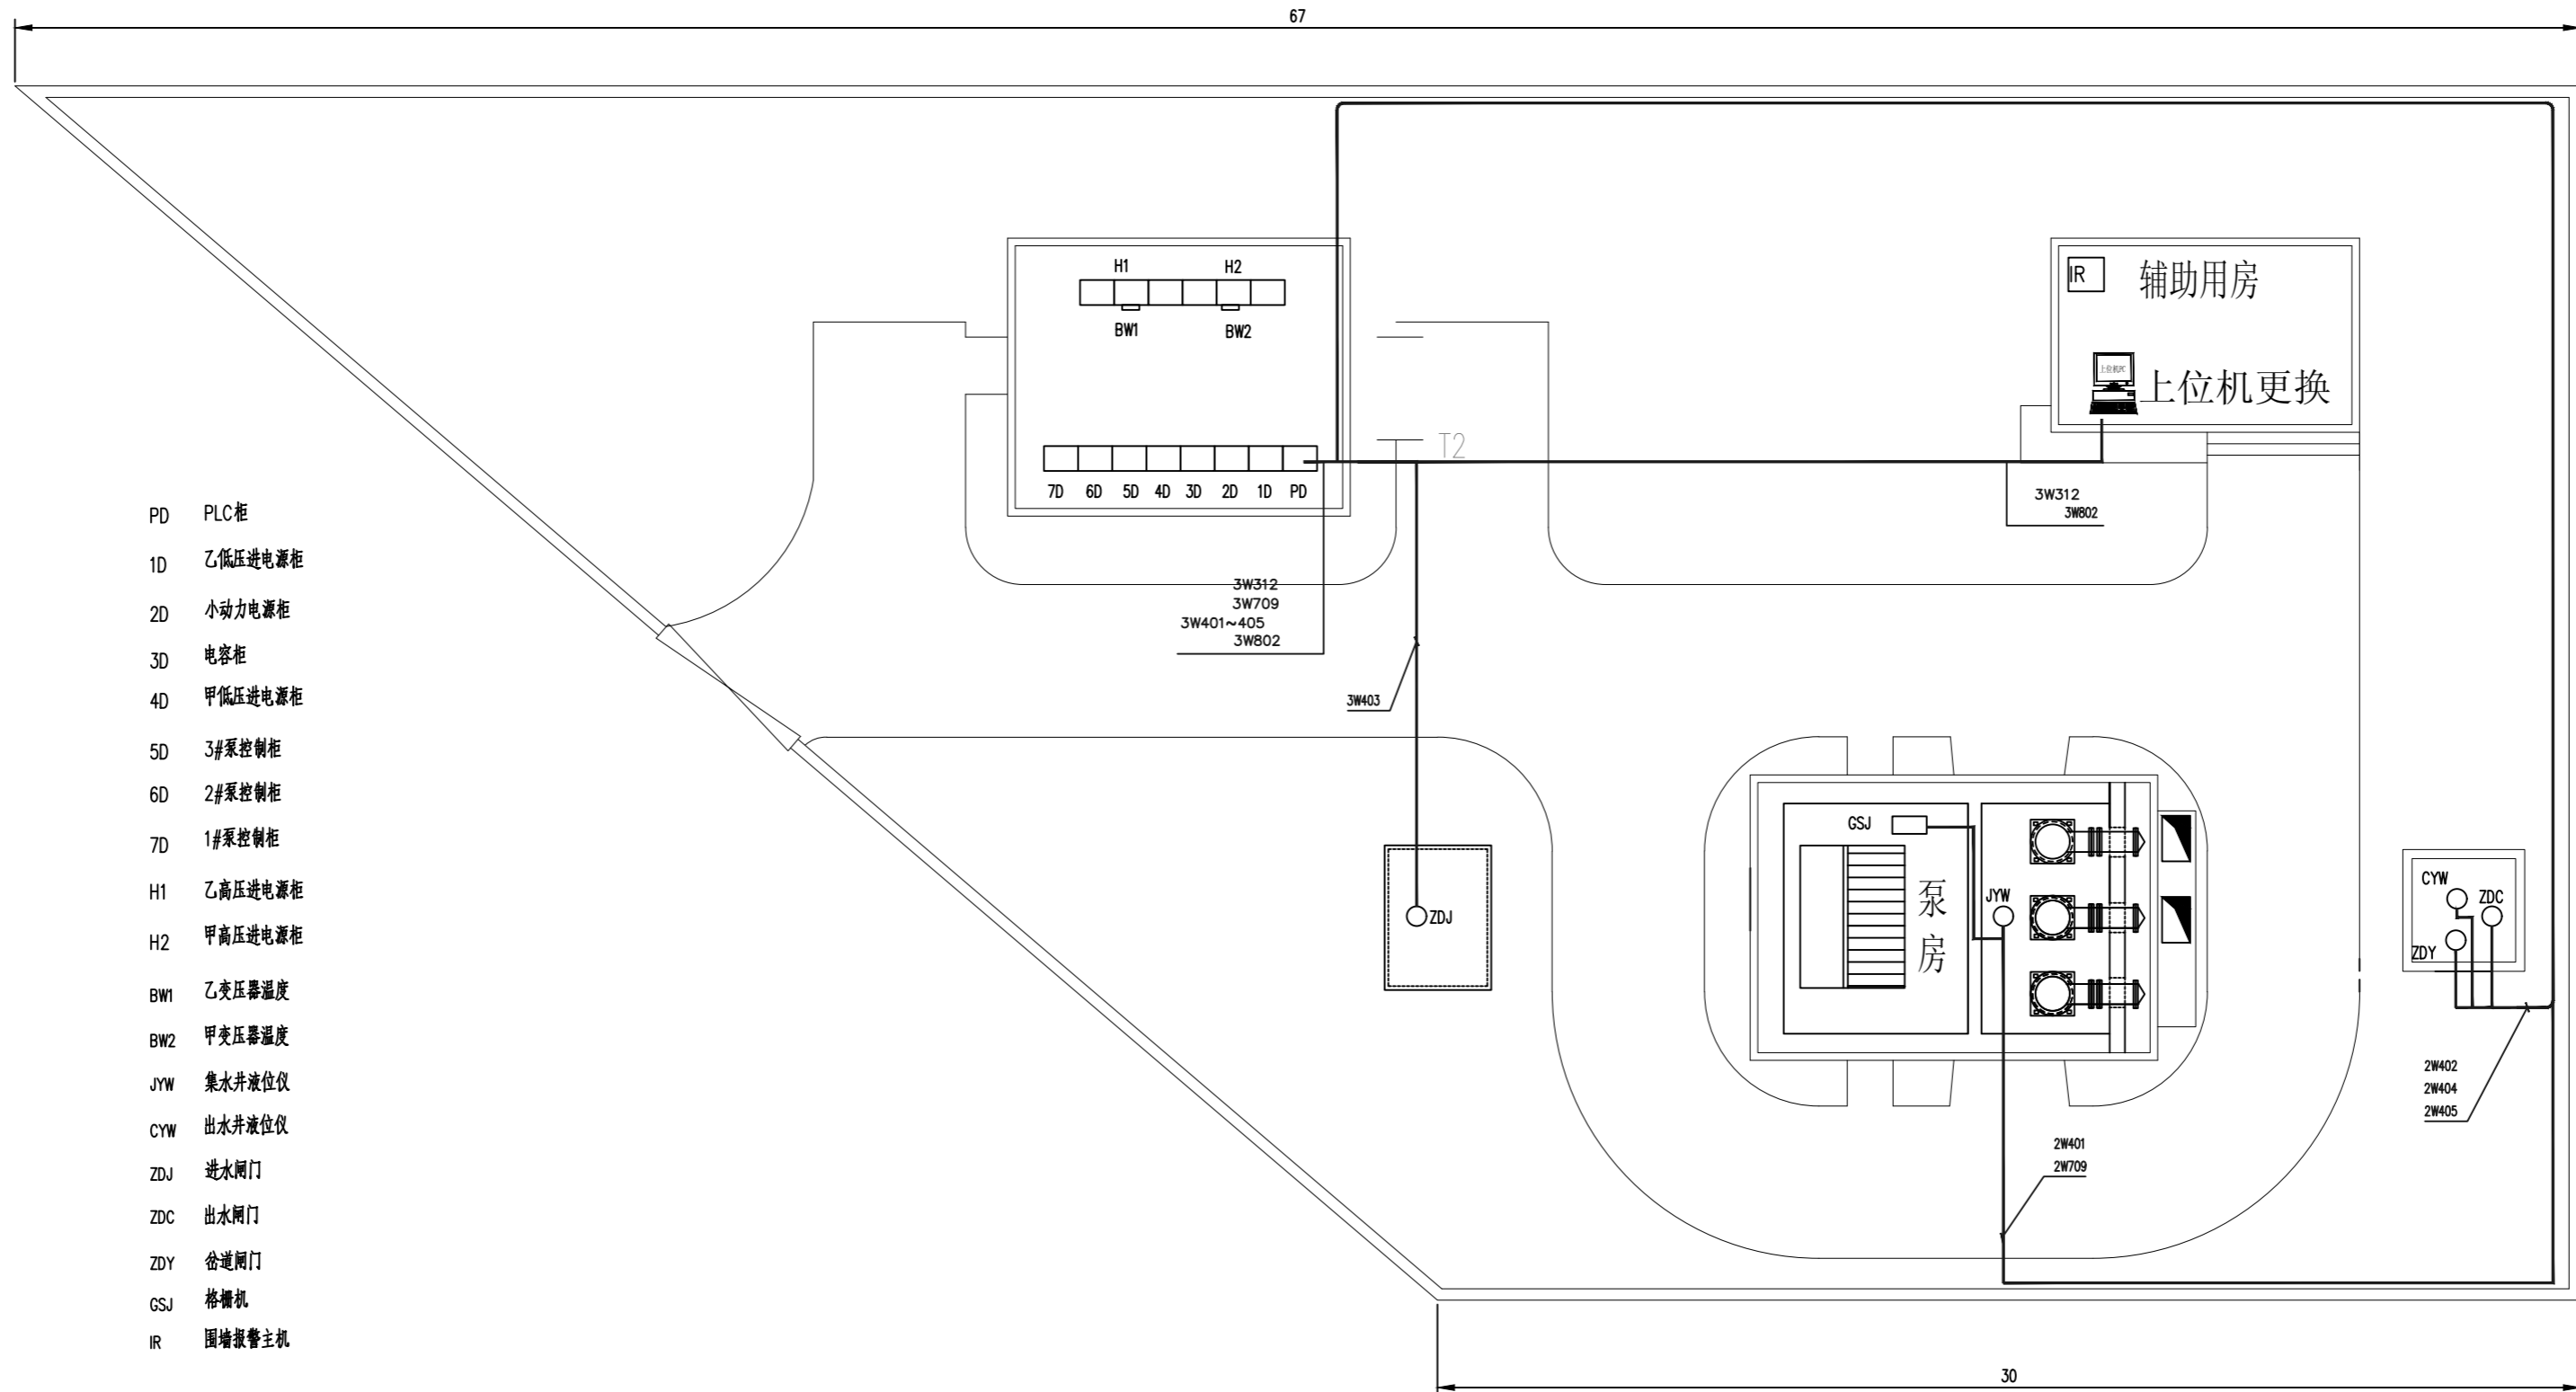 67
H1 H2
BW1 BW2
IR 辅助用房
上位机PC
上位机更换
T2
7D 6D 5D 4D 3D 2D 1D PD
3W312
3W802
3W312
3W709
3W401~405
3W802
3W403
PD PLC柜
1D 乙低压进电源柜
2D 小动力电源柜
3D 电容柜
4D 甲低压进电源柜
5D 3#泵控制柜
6D 2#泵控制柜
7D 1#泵控制柜
H1 乙高压进电源柜
H2 甲高压进电源柜
BW1 乙变压器温度
BW2 甲变压器温度
JYW 集水井液位仪
CYW 出水井液位仪
ZDJ 进水闸门
ZDC 出水闸门
ZDY 岔道闸门
GSJ 格栅机
IR 围墙报警主机
ZDJ
GSJ
泵房
JYW
CYW
ZDC
ZDY
2W402
2W404
2W405
2W401
2W709
30